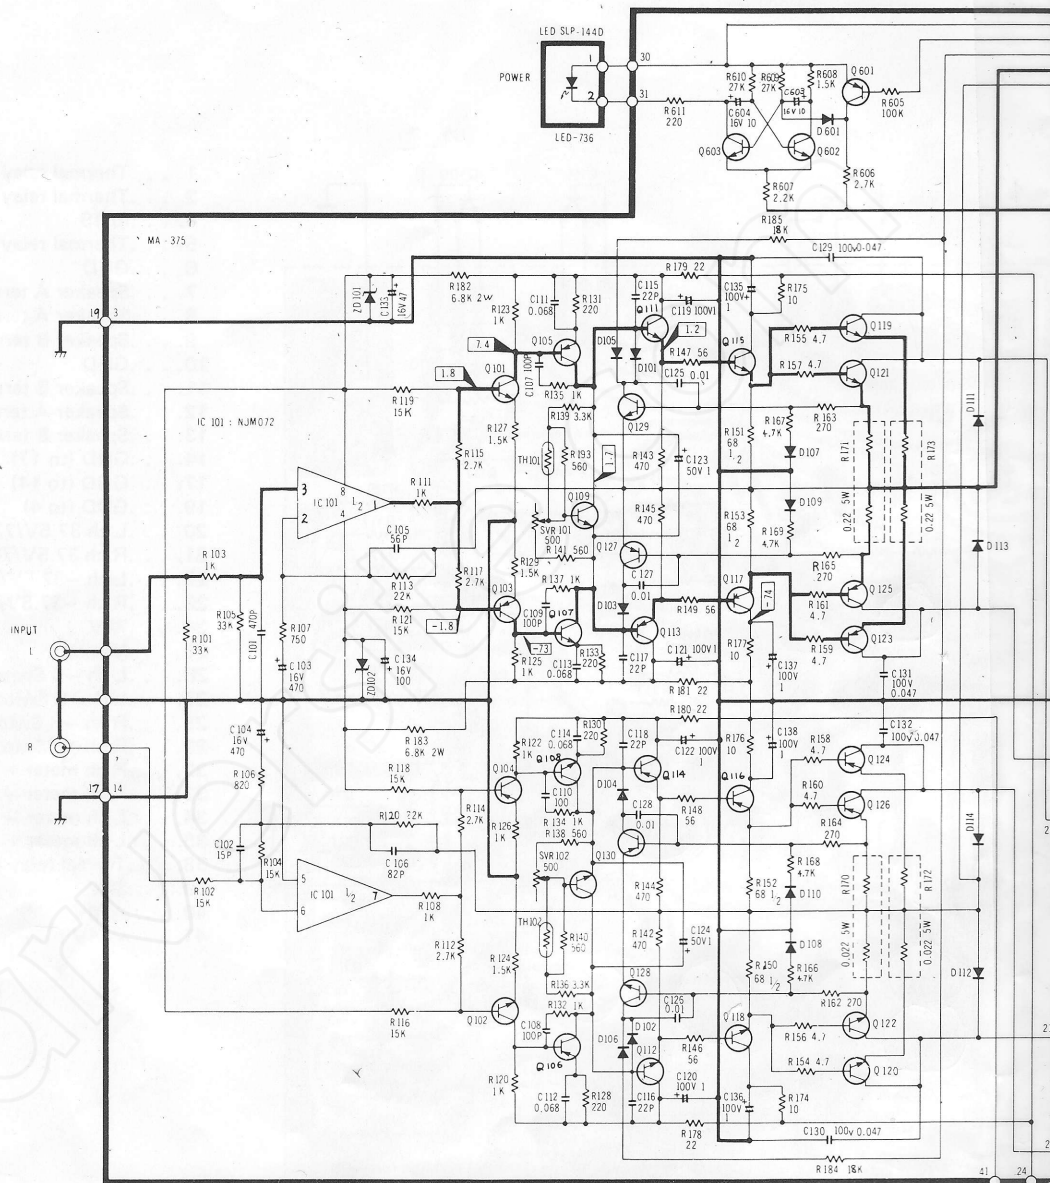 LED SLP-144D
POWER
1
2
LED-736
30
31
R611
220
R610
27K
R609
27K
R608
1.5K
Q601
C604
16V 10
C603
16V 10
D601
R605
100K
Q603
Q602
R606
2.7K
R607
2.2K
R185
18K
MA-375
C129 100V 0.047
19
3
ZD101
C133
16V 47
R182
6.8K 2W
R123
1K
C111
0.068
R131
220
R179 22
C115
22P
C119 100V1
C135
100V
1
R175
10
Q111
7.4
Q105
1.2
Q115
Q119
R155 4.7
D105
D101
R147 56
1.8
Q101
C107 100P
R135 1K
C125 0.01
R157 4.7
Q121
R119
15K
R139 3.3K
Q129
R163
270
D111
IC 101 : NJM072
R127
1.5K
R167
4.7K
R115
2.7K
TH101
R193
560
1.7
R143
470
C123
50V 1
R151
68
1/2
D107
R171
R173
R111
1K
3
2
8
4
IC101
1/2
1
Q109
SVR 101
500
R145
470
D109
0.22 5W
0.22 5W
C105
56P
R153
68
1/2
R169
4.7K
R103
1K
R141 560
Q127
R129
1.5K
R117
2.7K
R113
22K
R137 1K
C127
0.01
R165
270
D113
Q103
D103
Q117
-74
Q125
R105
33K
C101 470P
R107
750
R121
15K
C109
100P
Q107
R149 56
R161
4.7
INPUT
L
R101
33K
-1.8
-73
Q113
R177
10
R159
4.7
Q123
C103
16V
470
ZD102
C134
16V
100
R125
1K
C113
0.068
R133
220
C117
22P
C121 100V1
C137
100V
1
C131
100V
0.047
R181 22
R180 22
R
C104
16V
470
R183
6.8K 2W
R122
1K
C114
0.068
R130
220
C118
22P
C122 100V
1
R176
10
C138
100V
1
C132
100V 0.047
R118
15K
Q108
R158
4.7
Q124
17
14
R106
820
Q104
D104
Q114
Q116
C110
100
R160
4.7
Q126
R114
2.7K
R134 1K
C128
0.01
R148
56
R120 22K
R126
1K
R138 560
R164
270
D114
C102
15P
R104
15K
C106
82P
SVR102
500
Q130
R168
4.7K
R102
15K
5
6
IC101
1/2
7
R108
1K
R144
470
R152
68 1/2
D110
R170
R172
TH102
R142
470
C124
50V1
R112
2.7K
R140
560
D108
0.022 5W
0.022 5W
R124
1.5K
Q128
R150
68 1/2
R166
4.7K
D112
R136 3.3K
C126
0.01
R132 1K
R162 270
R116
15K
Q102
C108
100P
D106
D102
Q118
Q122
R156 4.7
Q106
Q112
R146
56
R154 4.7
Q120
R120
1K
C112
0.068
R128
220
C116
22P
C120
100V 1
C136
100V
1
R174
10
R178
22
C130 100V 0.047
R184 18K
41
24